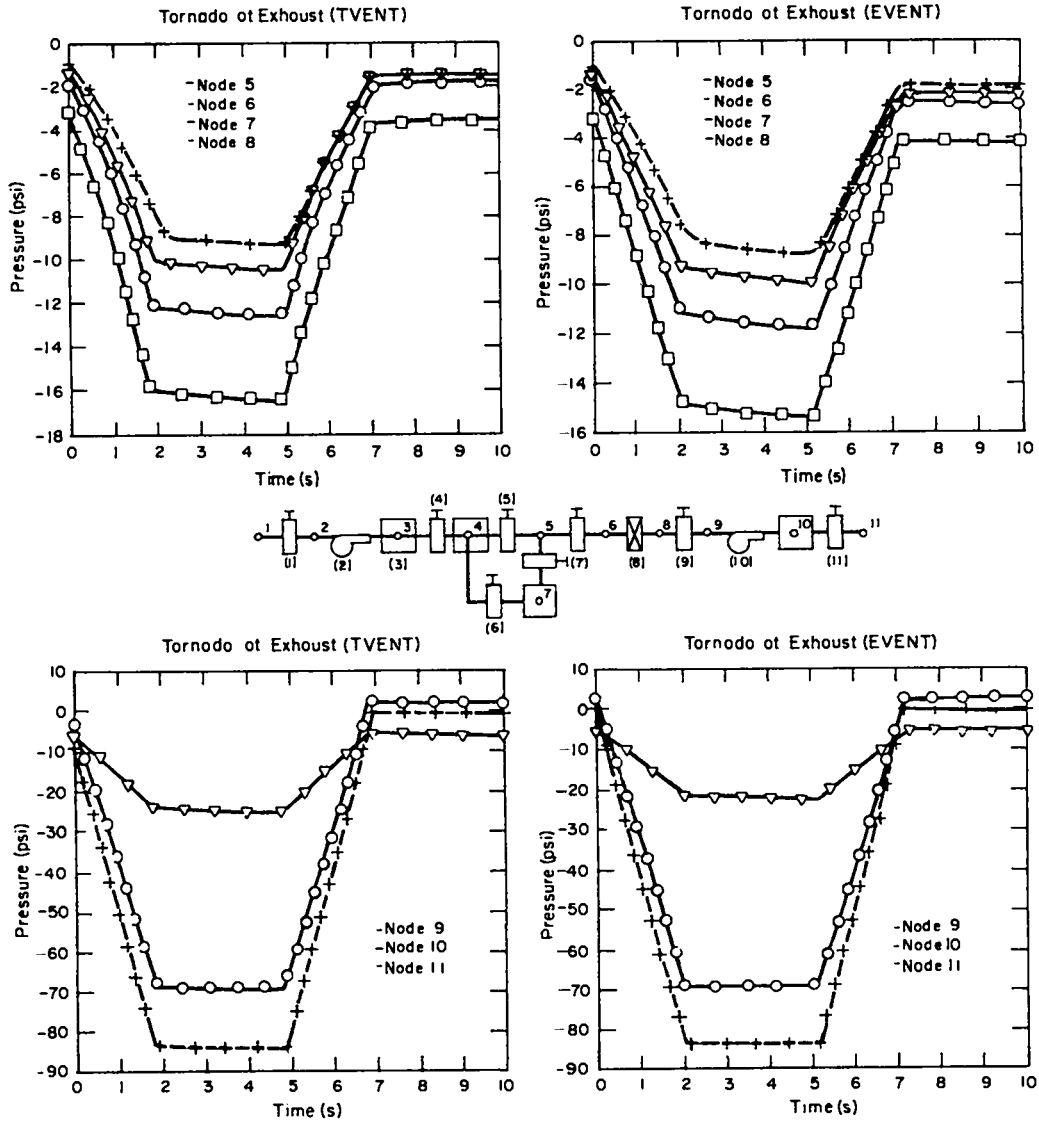 Tornado at Exhaust (TVENT)
0
-2
-4
-6
-8
-10
-12
-14
-16
-18
Pressure (psi)
-Node 5
-Node 6
-Node 7
-Node 8
0 1 2 3 4 5 6 7 8 9 10
Time (s)
Tornado at Exhaust (EVENT)
0
-2
-4
-6
-8
-10
-12
-14
-16
Pressure (psi)
-Node 5
-Node 6
-Node 7
-Node 8
0 1 2 3 4 5 6 7 8 9 10
Time (s)
[4] [5]
1 2 3 4 5 6 8 9 10 11
[1] [2] [3] [7] [8] [9] [10] [11]
7
[6]
Tornado at Exhaust (TVENT)
10
0
-10
-20
-30
-40
-50
-60
-70
-80
-90
Pressure (psi)
-Node 9
-Node 10
-Node 11
0 1 2 3 4 5 6 7 8 9 10
Time (s)
Tornado at Exhaust (EVENT)
10
0
-10
-20
-30
-40
-50
-60
-70
-80
-90
Pressure (psi)
-Node 9
-Node 10
-Node 11
0 1 2 3 4 5 6 7 8 9 10
Time (s)